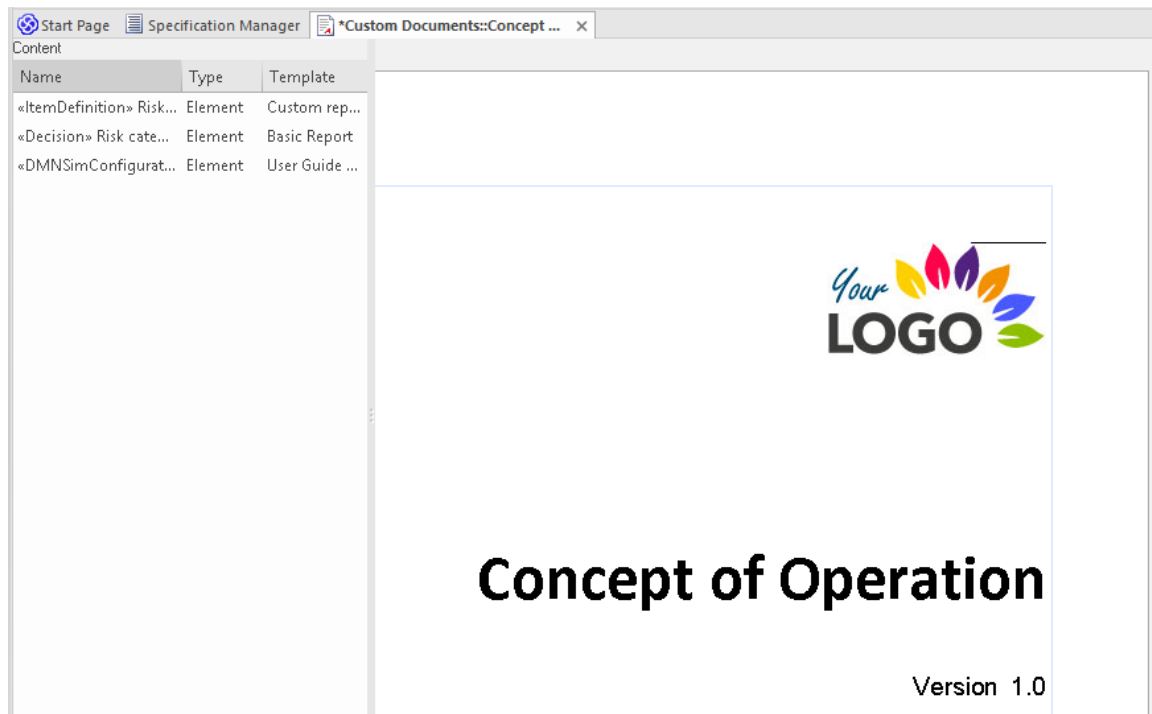 Start Page Specification Manager *Custom Documents::Concept ... ×
Content
Name Type Template
«ItemDefinition» Risk... Element Custom rep...
«Decision» Risk cate... Element Basic Report
«DMNSimConfigurat... Element User Guide ...
Your
LOGO
Concept of Operation
Version 1.0